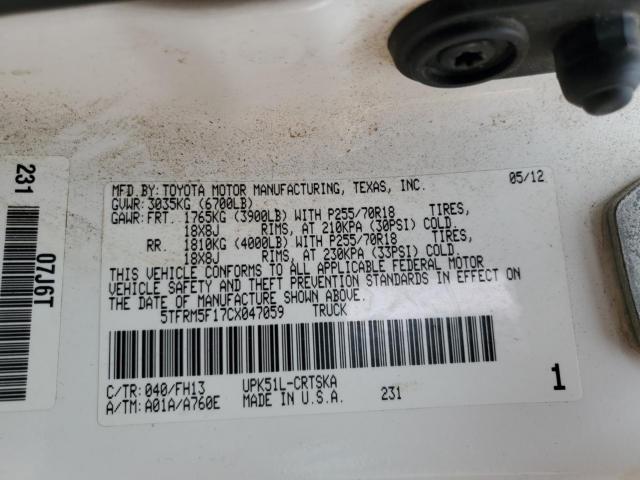 MFD.BY: TOYOTA MOTOR MANUFACTURING, TEXAS, INC. 05/12
GVWR: 3035KG (6700LB)
GAWR: FRT. 1765KG (3900LB) WITH P255/70R18 TIRES,
18X8J RIMS, AT 210KPA (30PSI) COLD
RR. 1810KG (4000LB) WITH P255/70R18 TIRES,
18X8J RIMS, AT 230KPA (33PSI) COLD
THIS VEHICLE CONFORMS TO ALL APPLICABLE FEDERAL MOTOR
VEHICLE SAFETY AND THEFT PREVENTION STANDARDS IN EFFECT ON
THE DATE OF MANUFACTURE SHOWN ABOVE.
5TFRM5F17CX047059 TRUCK
C/TR: 040/FH13 UPK51L-CRTSKA
A/TM: A01A/A760E MADE IN U.S.A. 231
1
231
07J6T